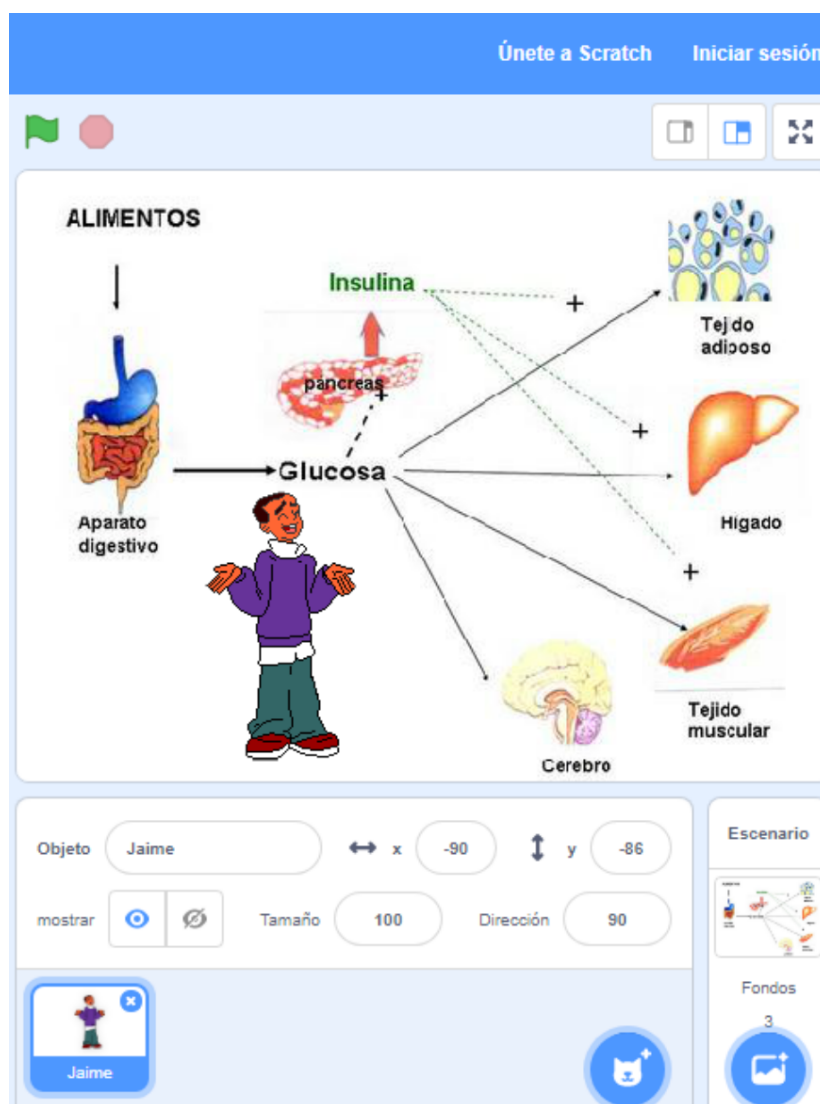 Únete a Scratch
Iniciar sesión
ALIMENTOS
Insulina
páncreas
+
+
+
+
Glucosa
Aparato
digestivo
Tejido
adiposo
Hígado
Tejido
muscular
Cerebro
Objeto
Jaime
x
-90
y
-86
mostrar
Tamaño
100
Dirección
90
Escenario
Fondos
3
Jaime